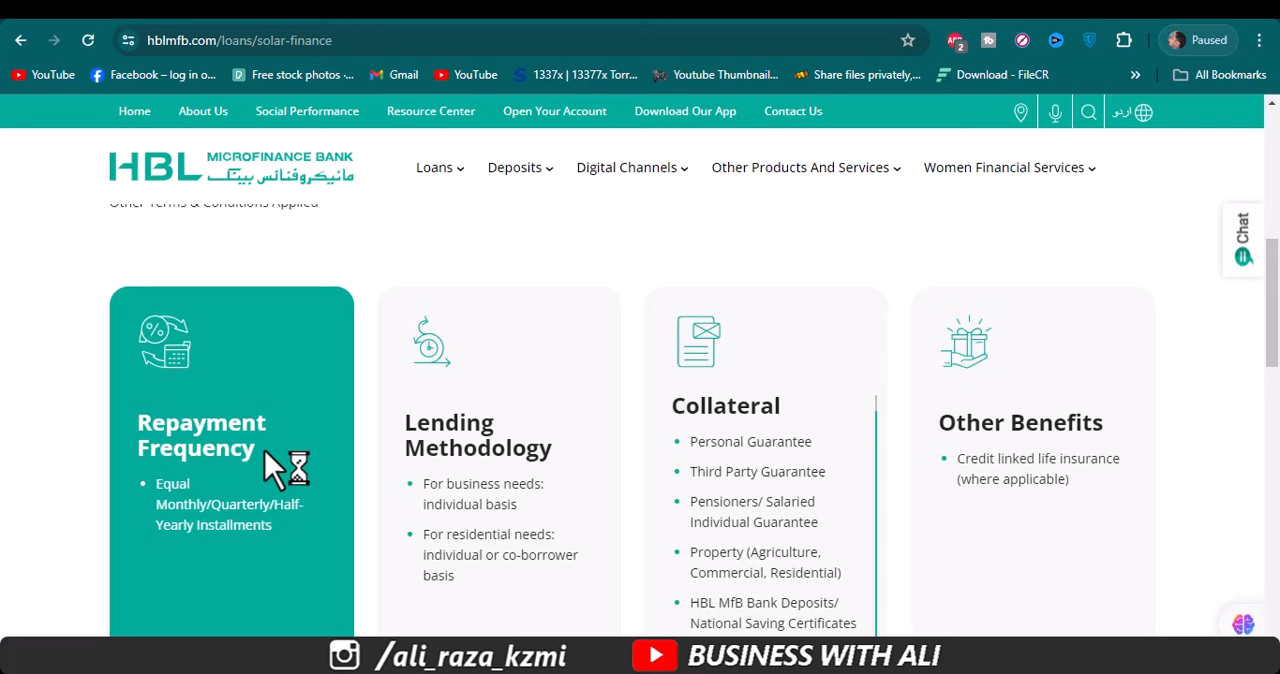 hblmfb.com/loans/solar-finance
2
Paused
YouTube
Facebook – log in o...
Free stock photos -...
Gmail
YouTube
1337x | 13377x Torr...
Youtube Thumbnail...
Share files privately,...
Download - FileCR
»
All Bookmarks
Home
About Us
Social Performance
Resource Center
Open Your Account
Download Our App
Contact Us
اردو
HBL
MICROFINANCE BANK
مائیکروفنانس بینک
Loans
Deposits
Digital Channels
Other Products And Services
Women Financial Services
Other Terms & Conditions Applied
Chat
Repayment
Frequency
Equal
Monthly/Quarterly/Half-
Yearly Installments
Lending
Methodology
For business needs:
individual basis
For residential needs:
individual or co-borrower
basis
Collateral
Personal Guarantee
Third Party Guarantee
Pensioners/ Salaried
Individual Guarantee
Property (Agriculture,
Commercial, Residential)
HBL MfB Bank Deposits/
National Saving Certificates
Other Benefits
Credit linked life insurance
(where applicable)
/ali_raza_kzmi
BUSINESS WITH ALI